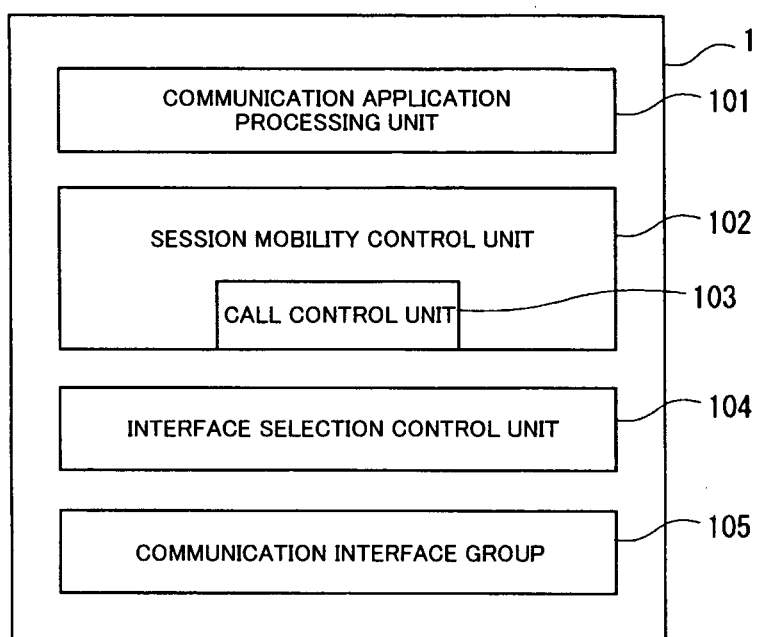 1
COMMUNICATION APPLICATION
PROCESSING UNIT
101
SESSION MOBILITY CONTROL UNIT
102
CALL CONTROL UNIT
103
INTERFACE SELECTION CONTROL UNIT
104
COMMUNICATION INTERFACE GROUP
105